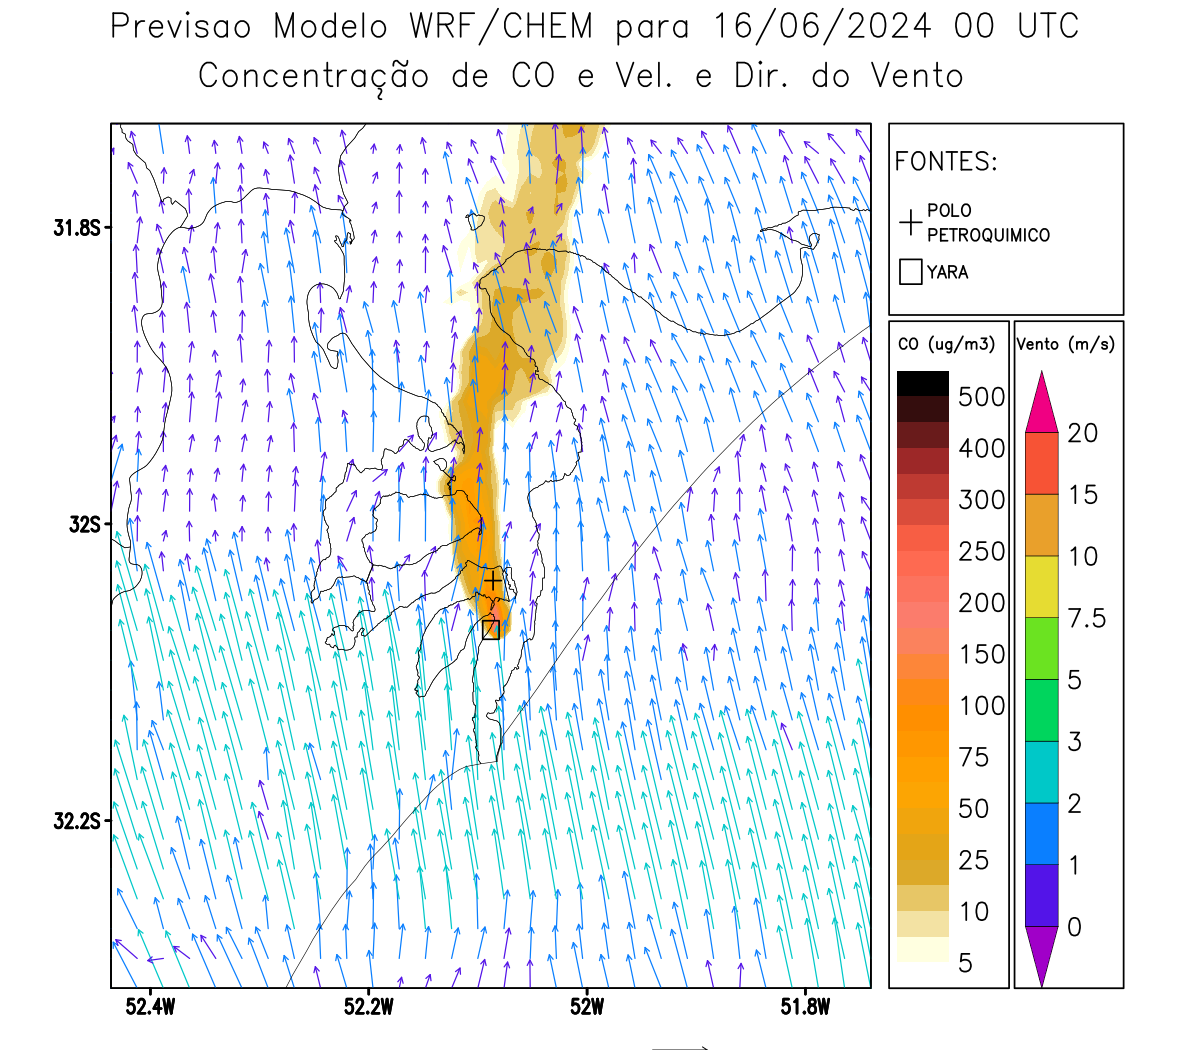 Previsao Modelo WRF/CHEM para 16/06/2024 00 UTC
Concentração de CO e Vel. e Dir. do Vento
FONTES:
POLO
PETROQUIMICO
YARA
CO (ug/m3)
500
400
300
250
200
150
100
75
50
25
10
5
Vento (m/s)
20
15
10
7.5
5
3
2
1
0
31.8S
32S
32.2S
52.4W
52.2W
52W
51.8W